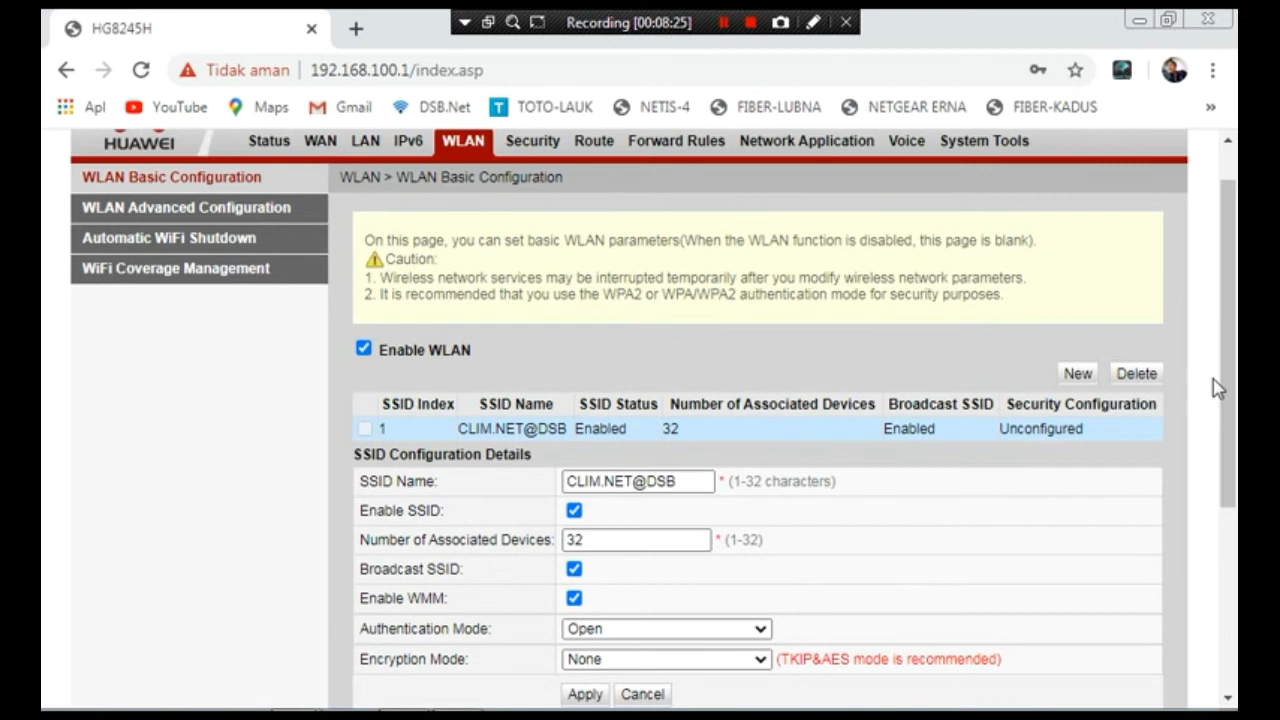 HG8245H
Recording [00:08:25]
Tidak aman | 192.168.100.1/index.asp
Apl YouTube Maps Gmail DSB.Net T TOTO-LAUK NETIS-4 FIBER-LUBNA NETGEAR ERNA FIBER-KADUS »
HUAWEI
Status WAN LAN IPv6 WLAN Security Route Forward Rules Network Application Voice System Tools
WLAN Basic Configuration
WLAN Advanced Configuration
Automatic WiFi Shutdown
WiFi Coverage Management
WLAN > WLAN Basic Configuration
On this page, you can set basic WLAN parameters(When the WLAN function is disabled, this page is blank).
Caution:
1. Wireless network services may be interrupted temporarily after you modify wireless network parameters.
2. It is recommended that you use the WPA2 or WPA/WPA2 authentication mode for security purposes.
Enable WLAN
New Delete
SSID Index SSID Name SSID Status Number of Associated Devices Broadcast SSID Security Configuration
1 CLIM.NET@DSB Enabled 32 Enabled Unconfigured
SSID Configuration Details
SSID Name: CLIM.NET@DSB * (1-32 characters)
Enable SSID:
Number of Associated Devices: 32 * (1-32)
Broadcast SSID:
Enable WMM:
Authentication Mode: Open
Encryption Mode: None (TKIP&AES mode is recommended)
Apply Cancel